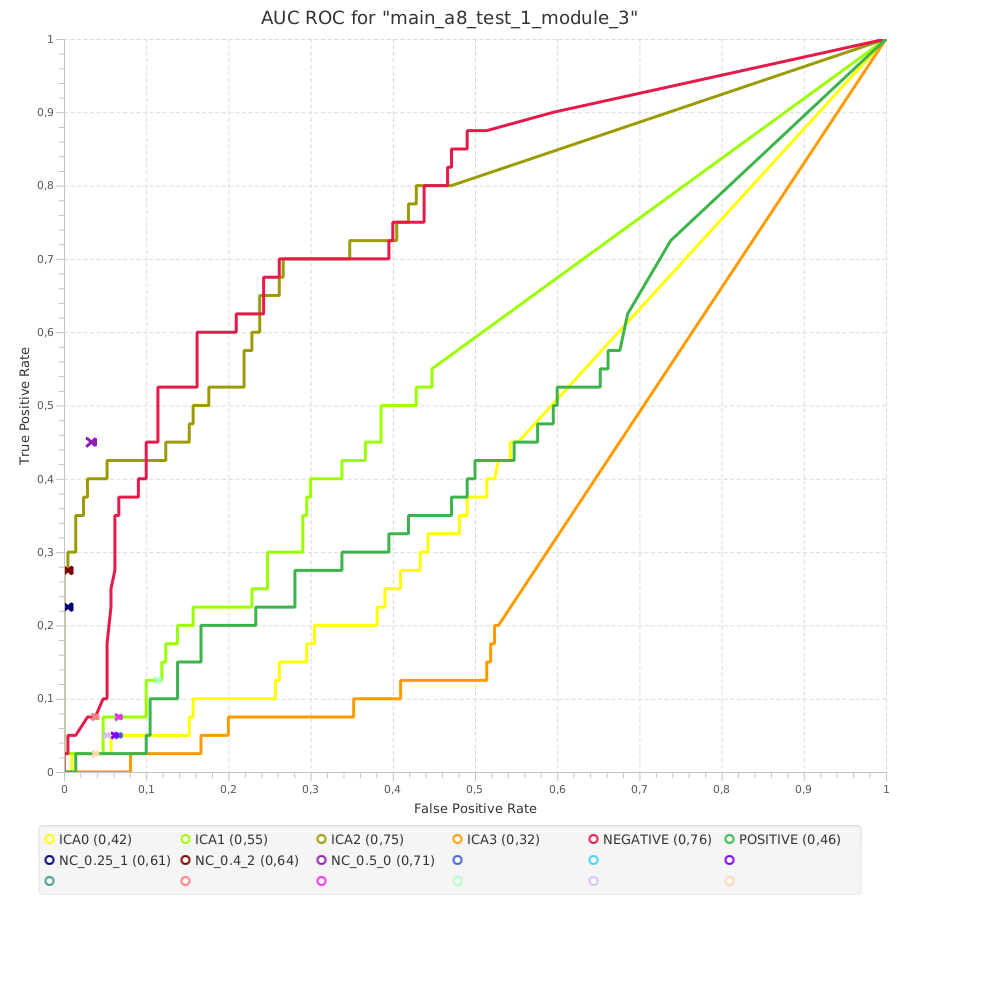 AUC ROC for "main_a8_test_1_module_3"
1
0,9
0,8
0,7
0,6
0,5
0,4
0,3
0,2
0,1
0
True Positive Rate
0 0,1 0,2 0,3 0,4 0,5 0,6 0,7 0,8 0,9 1
False Positive Rate
ICA0 (0,42) ICA1 (0,55) ICA2 (0,75) ICA3 (0,32) NEGATIVE (0,76) POSITIVE (0,46)
NC_0.25_1 (0,61) NC_0.4_2 (0,64) NC_0.5_0 (0,71)